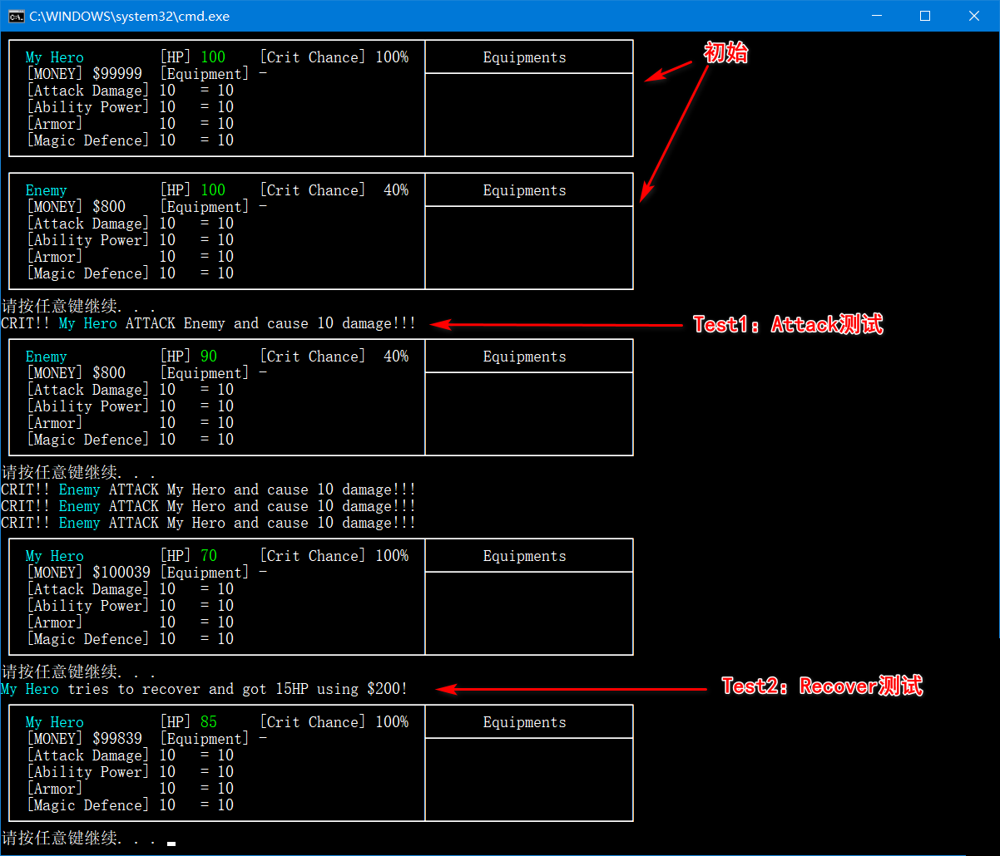 C:\WINDOWS\system32\cmd.exe
My Hero [HP] 100 [Crit Chance] 100% Equipments
[MONEY] $99999 [Equipment] -
[Attack Damage] 10 = 10
[Ability Power] 10 = 10
[Armor] 10 = 10
[Magic Defence] 10 = 10
初始
Enemy [HP] 100 [Crit Chance] 40% Equipments
[MONEY] $800 [Equipment] -
[Attack Damage] 10 = 10
[Ability Power] 10 = 10
[Armor] 10 = 10
[Magic Defence] 10 = 10
请按任意键继续. . .
CRIT!! My Hero ATTACK Enemy and cause 10 damage!!!
Test1: Attack测试
Enemy [HP] 90 [Crit Chance] 40% Equipments
[MONEY] $800 [Equipment] -
[Attack Damage] 10 = 10
[Ability Power] 10 = 10
[Armor] 10 = 10
[Magic Defence] 10 = 10
请按任意键继续. . .
CRIT!! Enemy ATTACK My Hero and cause 10 damage!!!
CRIT!! Enemy ATTACK My Hero and cause 10 damage!!!
CRIT!! Enemy ATTACK My Hero and cause 10 damage!!!
My Hero [HP] 70 [Crit Chance] 100% Equipments
[MONEY] $100039 [Equipment] -
[Attack Damage] 10 = 10
[Ability Power] 10 = 10
[Armor] 10 = 10
[Magic Defence] 10 = 10
请按任意键继续. . .
My Hero tries to recover and got 15HP using $200!
Test2: Recover测试
My Hero [HP] 85 [Crit Chance] 100% Equipments
[MONEY] $99839 [Equipment] -
[Attack Damage] 10 = 10
[Ability Power] 10 = 10
[Armor] 10 = 10
[Magic Defence] 10 = 10
请按任意键继续. . .